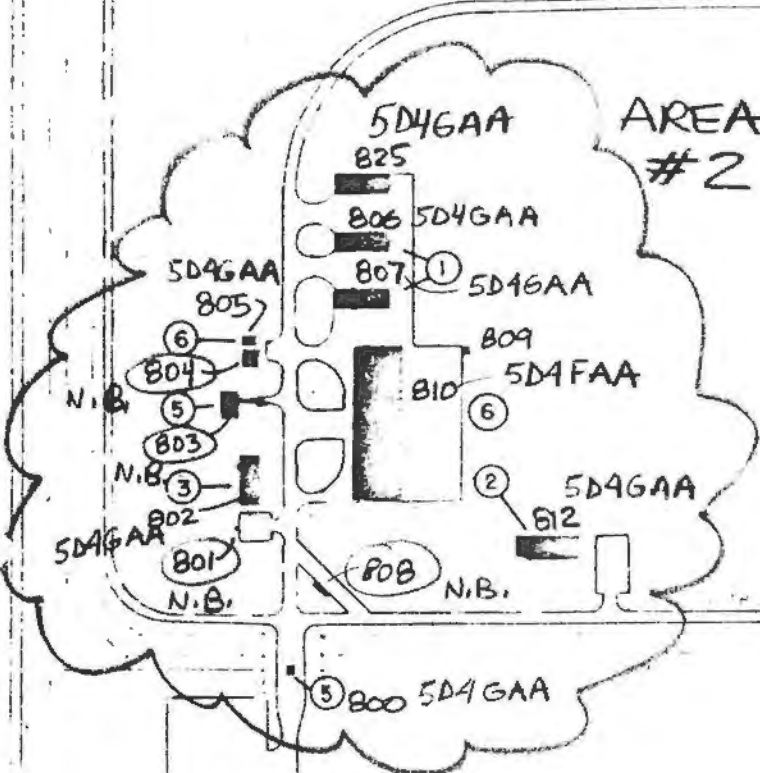 5D4GAA
AREA
#2
825
806 5D4GAA
1
807 5D4GAA
5D4GAA
805
6
804
809
810 5D4FAA
N.B.
5
6
803
N.B.
3
2
5D4GAA
802
812
5D4GAA
801
808
N.B.
N.B.
5
800 5D4GAA